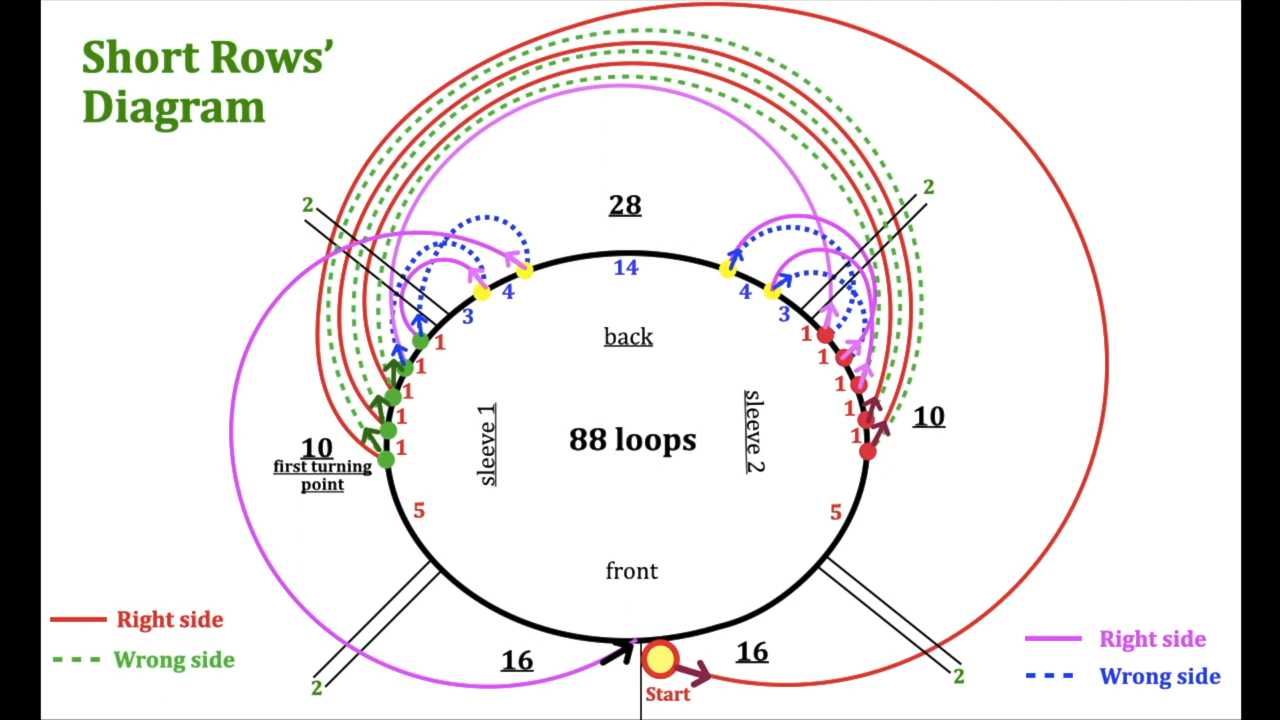 Short Rows’
Diagram
2
28
2
14
4
4
3
3
1
1
back
1
1
1
1
1
1
sleeve 1
sleeve 2
1
1
10
88 loops
10
first turning
point
5
5
front
Right side
Wrong side
16
16
2
2
Start
Right side
Wrong side